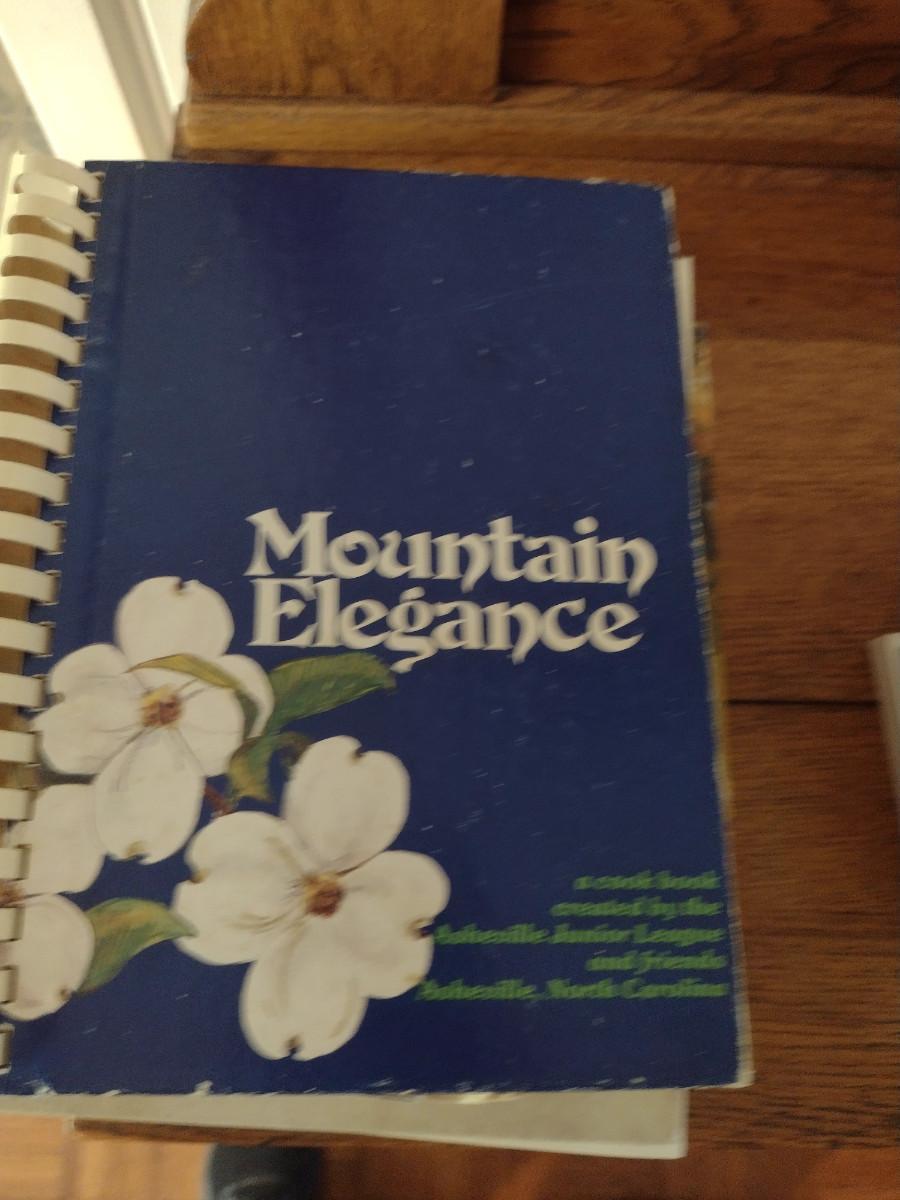 Mountain
Elegance
a cook book
created by the
Asheville Junior League
and friends
Asheville, North Carolina